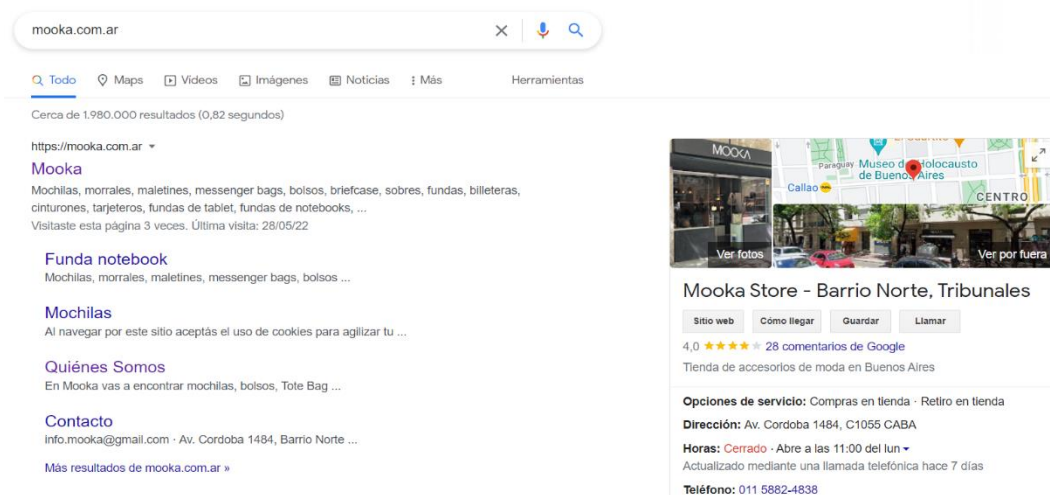 mooka.com.ar
Todo Maps Videos Imágenes Noticias Más Herramientas
Cerca de 1.980.000 resultados (0,82 segundos)
https://mooka.com.ar
Mooka
Mochilas, morrales, maletines, messenger bags, bolsos, briefcase, sobres, fundas, billeteras,
cinturones, tarjeteros, fundas de tablet, fundas de notebooks, ...
Visitaste esta página 3 veces. Última visita: 28/05/22
Funda notebook
Mochilas, morrales, maletines, messenger bags, bolsos ...
Mochilas
Al navegar por este sitio aceptás el uso de cookies para agilizar tu ...
Quiénes Somos
En Mooka vas a encontrar mochilas, bolsos, Tote Bag ...
Contacto
info.mooka@gmail.com · Av. Cordoba 1484, Barrio Norte ...
Más resultados de mooka.com.ar »
MOOKA
Paraguay
Museo del Holocausto
de Buenos Aires
Callao
CENTRO
Ver fotos
Ver por fuera
Mooka Store - Barrio Norte, Tribunales
Sitio web Cómo llegar Guardar Llamar
4,0 28 comentarios de Google
Tienda de accesorios de moda en Buenos Aires
Opciones de servicio: Compras en tienda · Retiro en tienda
Dirección: Av. Cordoba 1484, C1055 CABA
Horas: Cerrado · Abre a las 11:00 del lun
Actualizado mediante una llamada telefónica hace 7 días
Teléfono: 011 5882-4838